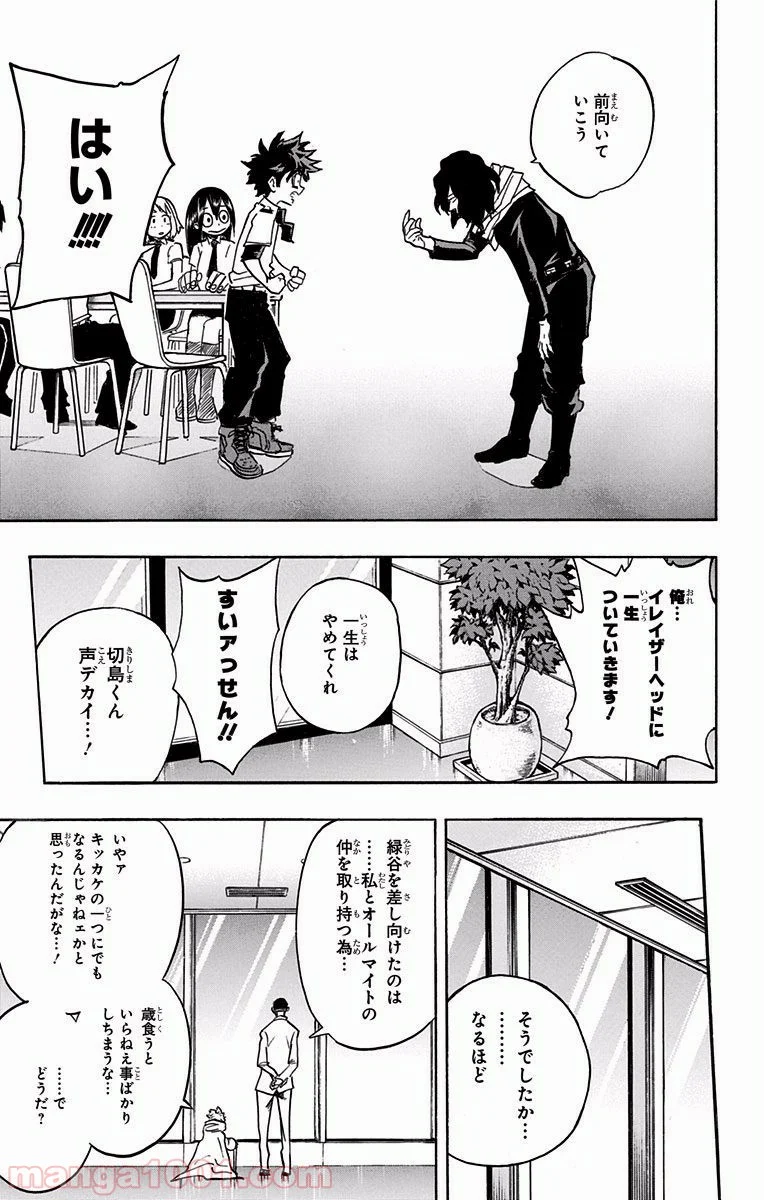 前向いて
いこう
はい!!!!!
俺…
イレイザーヘッドに
一生
ついていきます!
一生は
やめてくれ
すいァっせん!!
切島くん
声デカイ…!
そうでしたか…
………
なるほど
緑谷を差し向けたのは
……私とオールマイトの
仲を取り持つ為…
いやァ
キッカケの一つにでも
なるんじゃねェかと
思ったんだがな…!
歳食うと
いらねえ事ばかり
しちまうな…
……で
どうだ?
manga1001.com